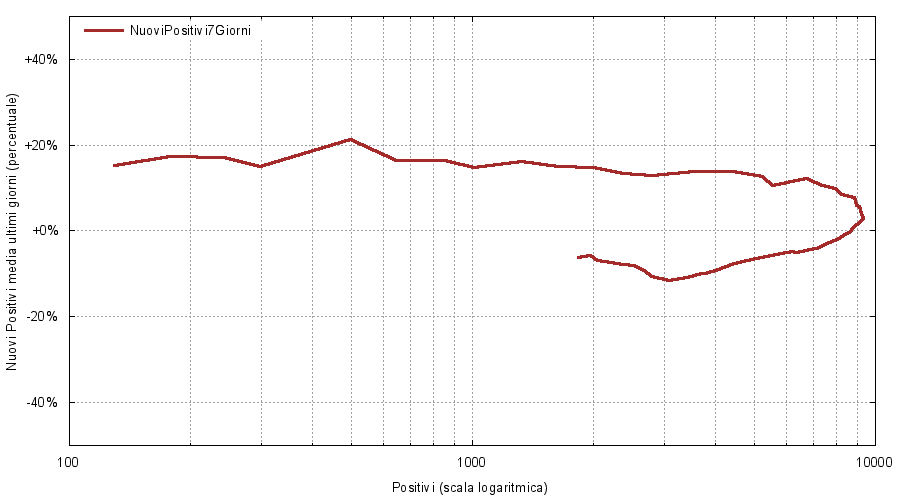 NuoviPositivi7Giorni
+40%
+20%
+0%
-20%
-40%
Nuovi Positivi media ultimi giorni (percentuale)
100
1000
10000
Positivi (scala logaritmica)